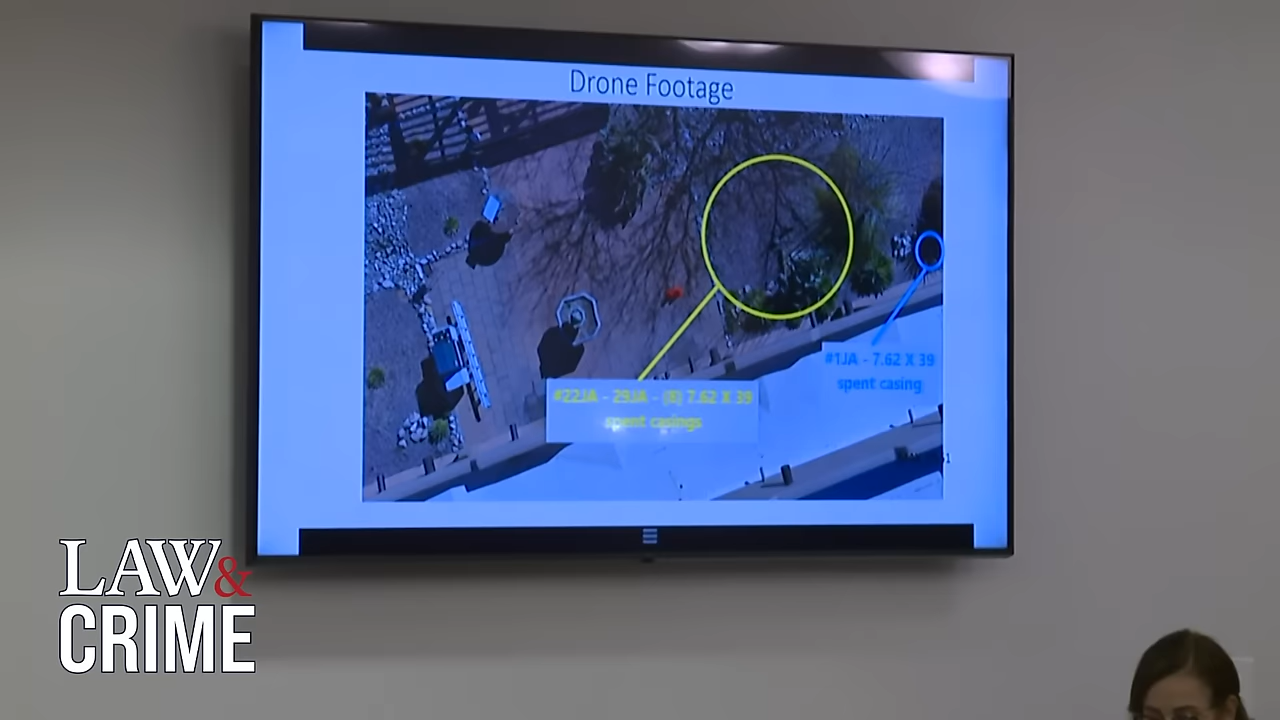 Drone Footage
#22JA - 29JA - (8) 7.62 X 39
spent casings
#1JA - 7.62 X 39
spent casing
LAW&
CRIME